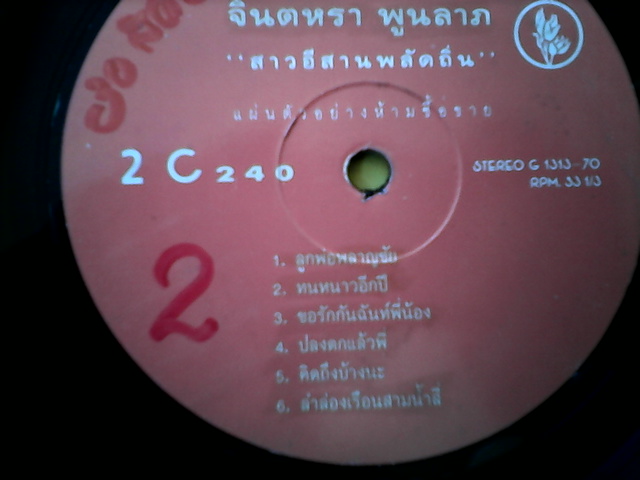 จินตหรา พูนลาภ
"สาวอีสานพลัดถิ่น"
แผ่นตัวอย่างห้ามซื้อขาย
2 C 240
STEREO G 1313-70
RPM. 33 1/3
2
1. ลูกพ่อพลาญชัย
2. ทนหนาวอีกปี
3. ขอรักกันฉันท์พี่น้อง
4. ปลงตกแล้วพี่
5. คิดถึงบ้างนะ
6. ลำล่องเรือนสามน้ำสี่